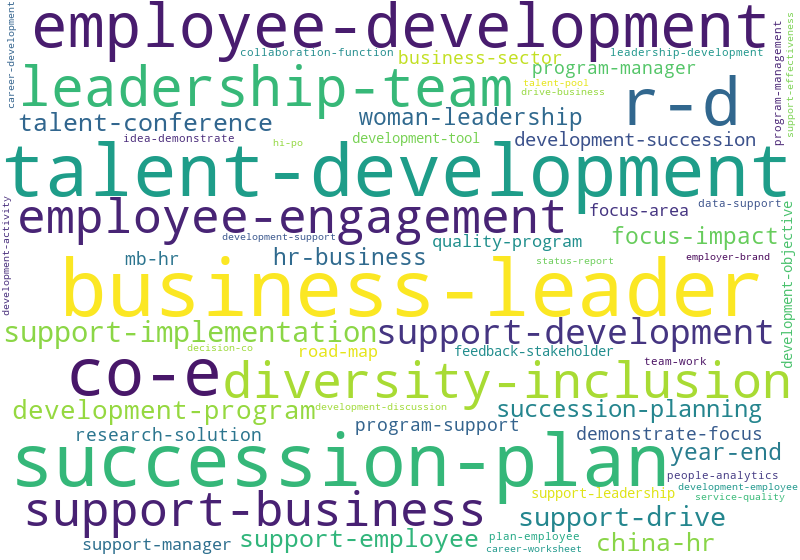 employee-development
career-development
collaboration-function
business-sector
leadership-development
program-management
support-effectiveness
leadership-team
program-manager
talent-pool
drive-business
r-d
talent-conference
woman-leadership
idea-demonstrate
hi-po
development-tool
development-succession
talent-development
development-activity
employee-engagement
focus-area
data-support
development-objective
development-support
quality-program
focus-impact
mb-hr
hr-business
status-report
employer-brand
business-leader
support-implementation
support-development
decision-co
road-map
feedback-stakeholder
team-work
co-e
diversity-inclusion
development-program
development-discussion
succession-planning
research-solution
program-support
demonstrate-focus
year-end
succession-plan
people-analytics
support-leadership
development-employee
service-quality
support-business
support-drive
support-manager
support-employee
plan-employee
career-worksheet
china-hr